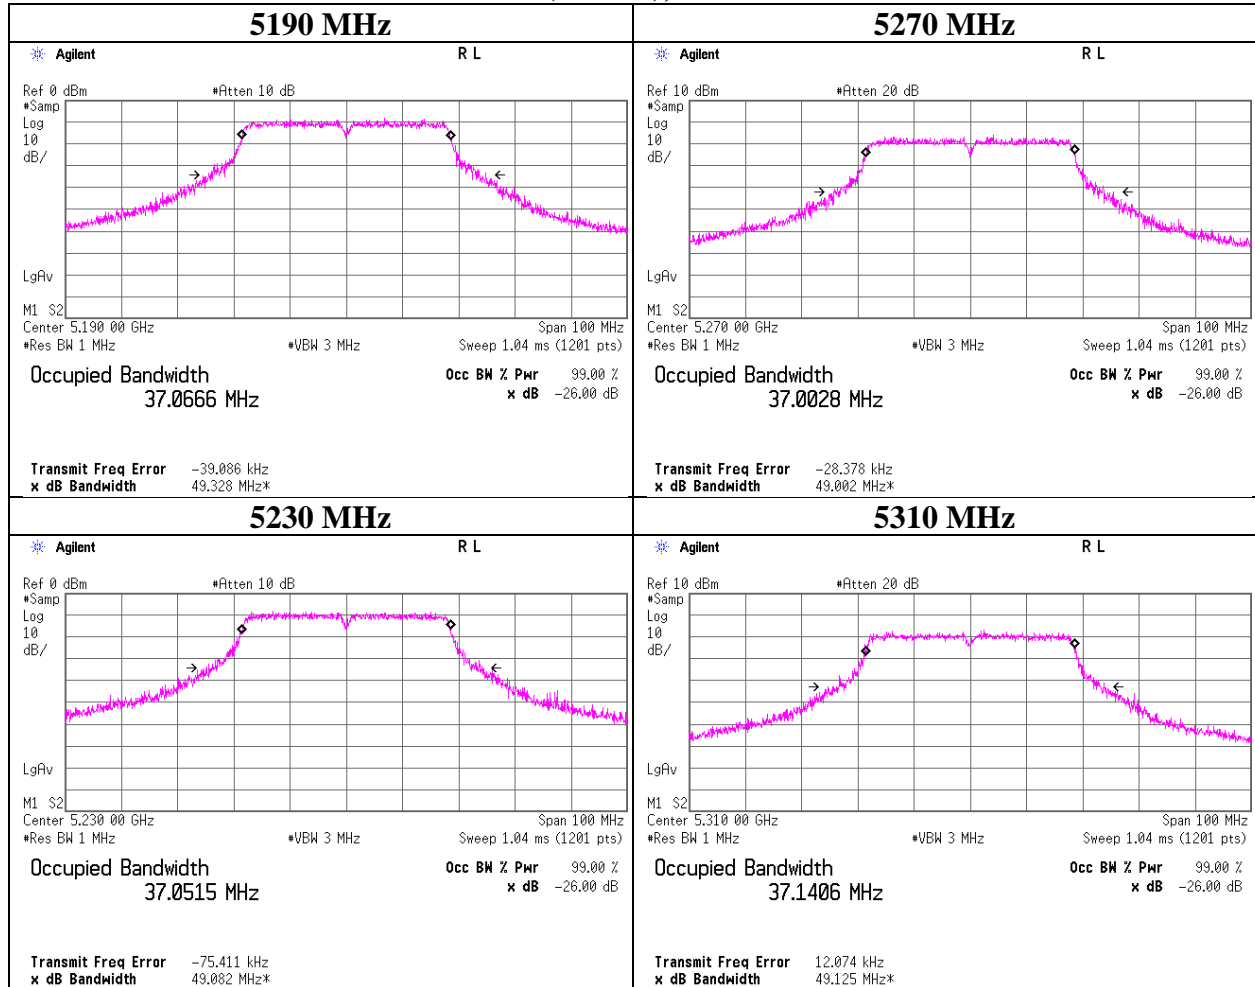 5190 MHz
Agilent R L
Ref 0 dBm #Atten 10 dB
#Samp
Log
10
dB/
LgAv
M1 S2
Center 5.190 00 GHz Span 100 MHz
#Res BW 1 MHz #VBW 3 MHz Sweep 1.04 ms (1201 pts)
Occupied Bandwidth Occ BW % Pwr 99.00 %
37.0666 MHz x dB -26.00 dB
Transmit Freq Error -39.086 kHz
x dB Bandwidth 49.328 MHz*
5270 MHz
Agilent R L
Ref 10 dBm #Atten 20 dB
#Samp
Log
10
dB/
LgAv
M1 S2
Center 5.270 00 GHz Span 100 MHz
#Res BW 1 MHz #VBW 3 MHz Sweep 1.04 ms (1201 pts)
Occupied Bandwidth Occ BW % Pwr 99.00 %
37.0028 MHz x dB -26.00 dB
Transmit Freq Error -28.378 kHz
x dB Bandwidth 49.002 MHz*
5230 MHz
Agilent R L
Ref 0 dBm #Atten 10 dB
#Samp
Log
10
dB/
LgAv
M1 S2
Center 5.230 00 GHz Span 100 MHz
#Res BW 1 MHz #VBW 3 MHz Sweep 1.04 ms (1201 pts)
Occupied Bandwidth Occ BW % Pwr 99.00 %
37.0515 MHz x dB -26.00 dB
Transmit Freq Error -75.411 kHz
x dB Bandwidth 49.082 MHz*
5310 MHz
Agilent R L
Ref 10 dBm #Atten 20 dB
#Samp
Log
10
dB/
LgAv
M1 S2
Center 5.310 00 GHz Span 100 MHz
#Res BW 1 MHz #VBW 3 MHz Sweep 1.04 ms (1201 pts)
Occupied Bandwidth Occ BW % Pwr 99.00 %
37.1406 MHz x dB -26.00 dB
Transmit Freq Error 12.074 kHz
x dB Bandwidth 49.125 MHz*